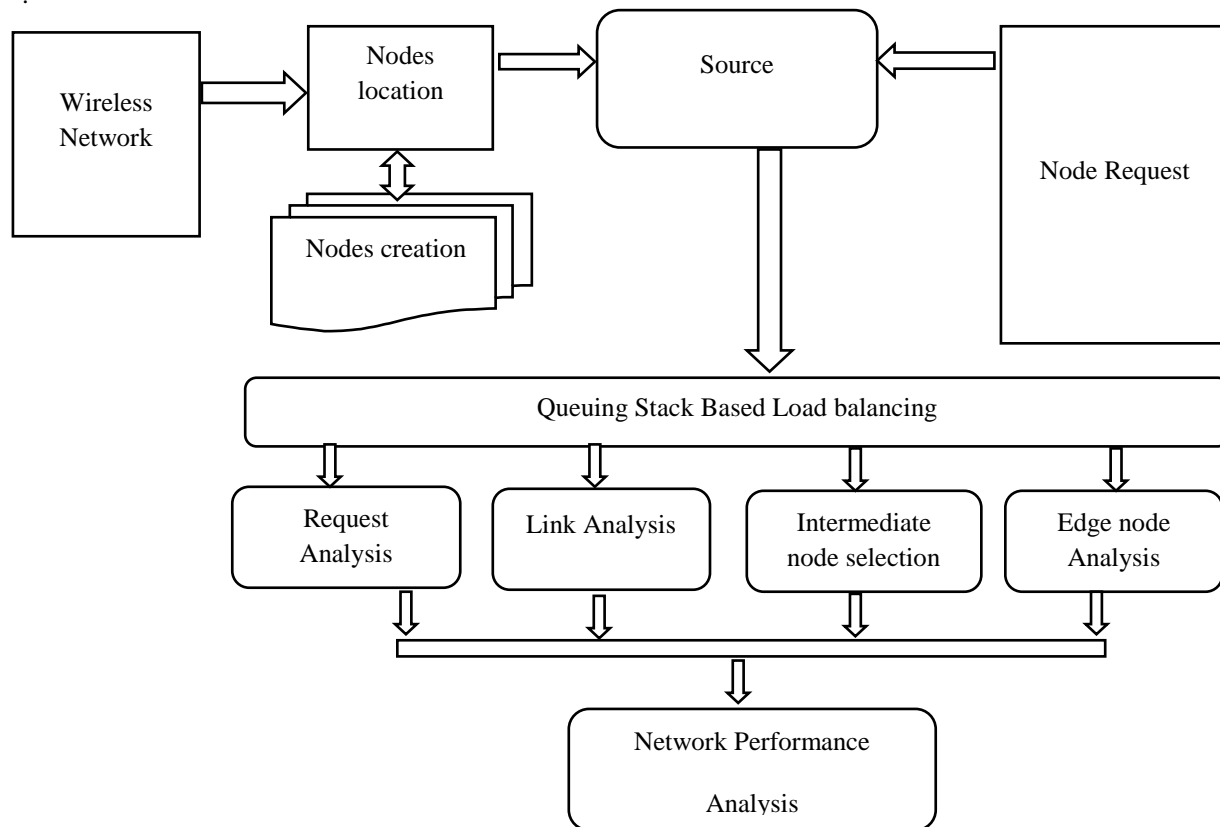 .
Nodes
location
Source
Wireless
Network
Node Request
Nodes creation
Queuing Stack Based Load balancing
Request
Analysis
Link Analysis
Intermediate
node selection
Edge node
Analysis
Network Performance
Analysis